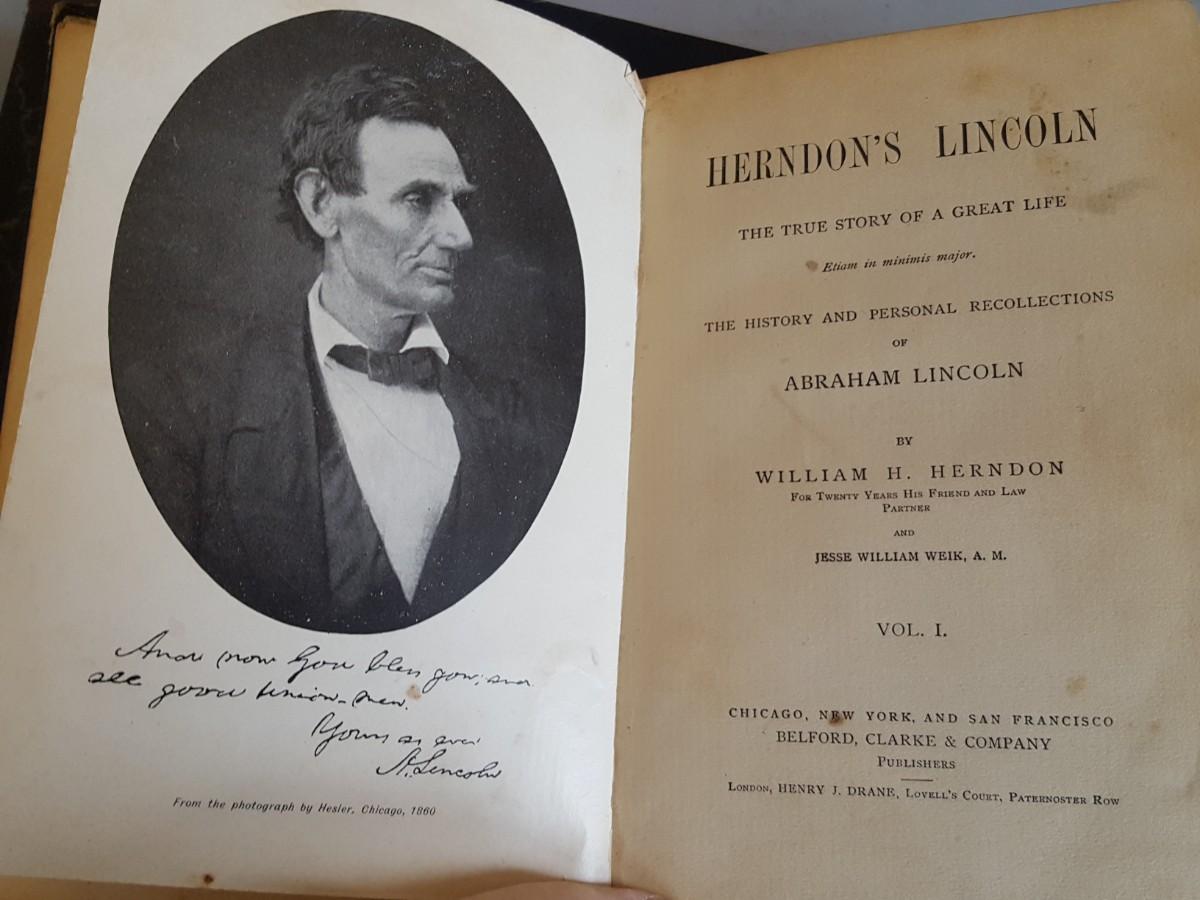 And now God bless you, and
all good union-men.
Yours as ever
A. Lincoln
From the photograph by Hesler, Chicago, 1860
HERNDON'S LINCOLN
THE TRUE STORY OF A GREAT LIFE
Etiam in minimis major.
THE HISTORY AND PERSONAL RECOLLECTIONS
OF
ABRAHAM LINCOLN
BY
WILLIAM H. HERNDON
For Twenty Years His Friend and Law
Partner
AND
JESSE WILLIAM WEIK, A. M.
VOL. I.
CHICAGO, NEW YORK, AND SAN FRANCISCO
BELFORD, CLARKE & COMPANY
Publishers
London, HENRY J. DRANE, Lovell's Court, Paternoster Row